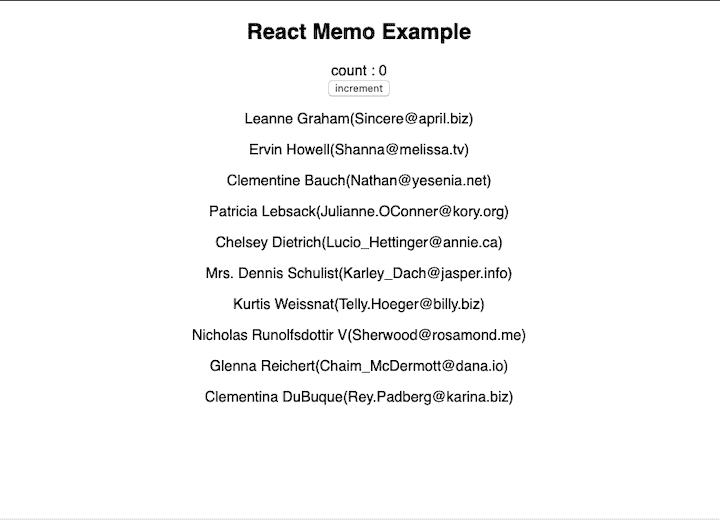 React Memo Example
count : 0
increment
Leanne Graham(Sincere@april.biz)
Ervin Howell(Shanna@melissa.tv)
Clementine Bauch(Nathan@yesenia.net)
Patricia Lebsack(Julianne.OConner@kory.org)
Chelsey Dietrich(Lucio_Hettinger@annie.ca)
Mrs. Dennis Schulist(Karley_Dach@jasper.info)
Kurtis Weissnat(Telly.Hoeger@billy.biz)
Nicholas Runolfsdottir V(Sherwood@rosamond.me)
Glenna Reichert(Chaim_McDermott@dana.io)
Clementina DuBuque(Rey.Padberg@karina.biz)